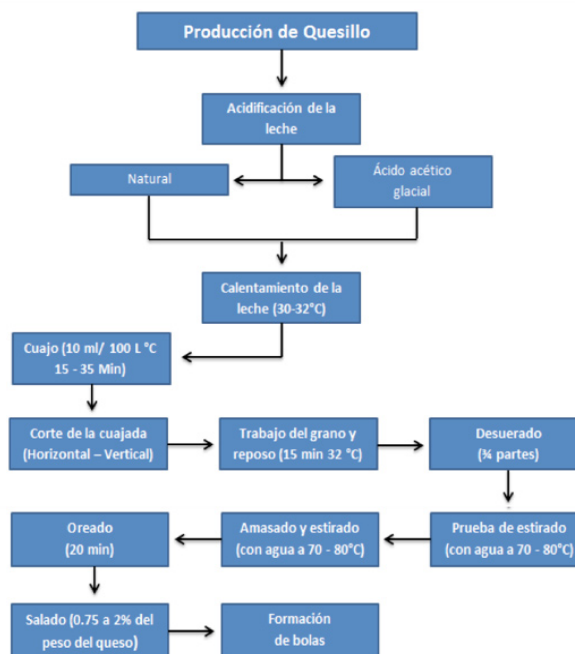 Producción de Quesillo
Acidificación de la
leche
Natural
Ácido acético
glacial
Calentamiento de la
leche (30-32°C)
Cuajo (10 ml/ 100 L °C
15 - 35 Min)
Corte de la cuajada
(Horizontal – Vertical)
Trabajo del grano y
reposo (15 min 32 °C)
Desuerado
(¾ partes)
Prueba de estirado
(con agua a 70 - 80°C)
Amasado y estirado
(con agua a 70 - 80°C)
Oreado
(20 min)
Salado (0.75 a 2% del
peso del queso)
Formación
de bolas